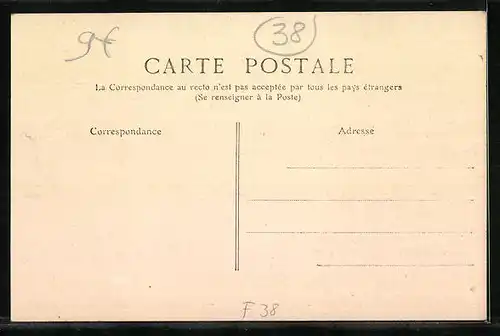 9€ 38
CARTE POSTALE
La Correspondance au recto n'est pas acceptée par tous les pays étrangers
(Se renseigner à la Poste)
Correspondance Adresse
F 38